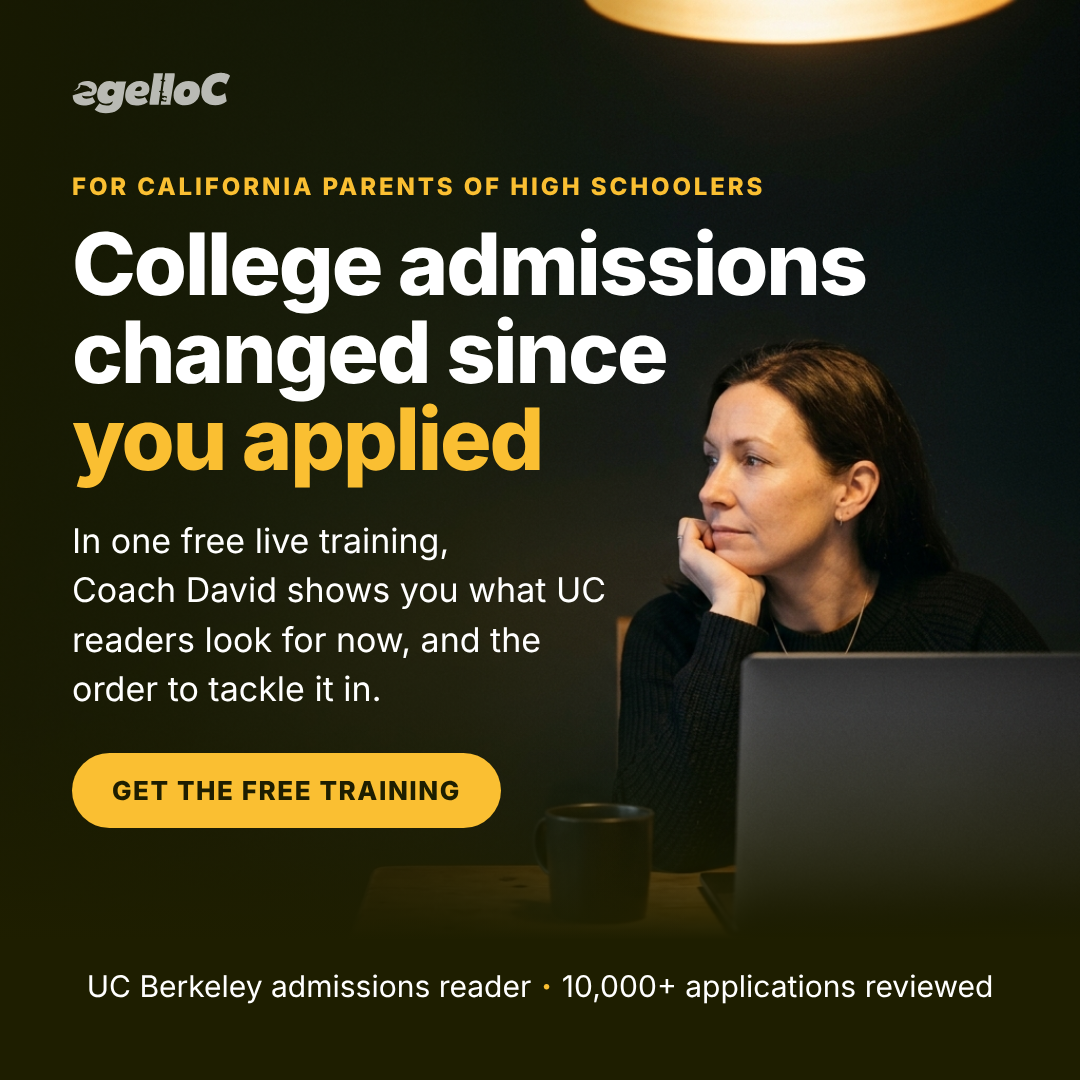 egelloC
FOR CALIFORNIA PARENTS OF HIGH SCHOOLERS
College admissions
changed since
you applied
In one free live training,
Coach David shows you what UC
readers look for now, and the
order to tackle it in.
GET THE FREE TRAINING
UC Berkeley admissions reader · 10,000+ applications reviewed